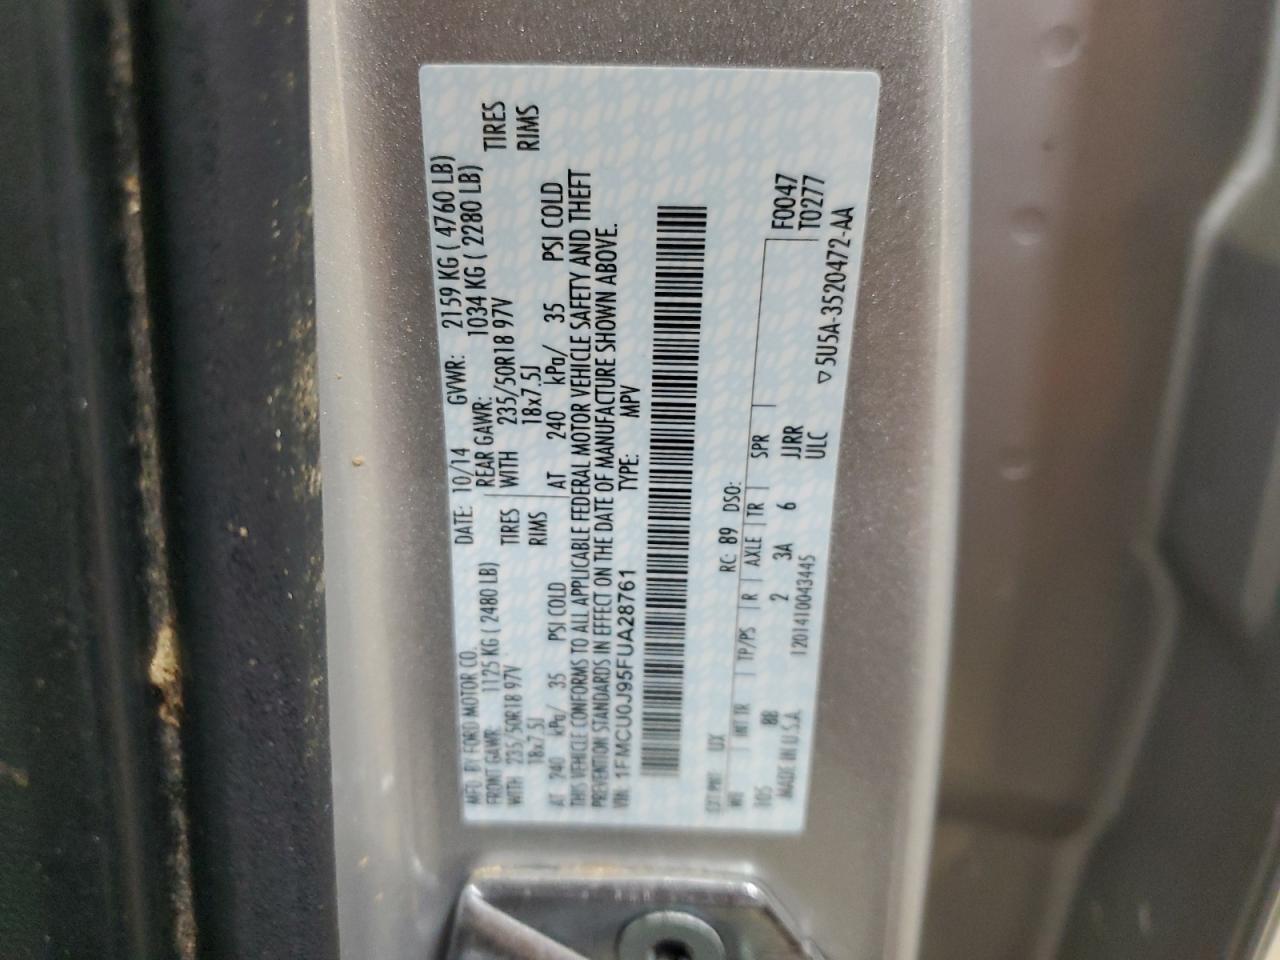 MFD. BY FORD MOTOR CO.
DATE: 10/14 GVWR: 2159 KG ( 4760 LB)
FRONT GAWR: 1125 KG ( 2480 LB)
REAR GAWR: 1034 KG ( 2280 LB)
WITH 235/50R18 97V TIRES
WITH 235/50R18 97V TIRES
18x7.5J RIMS
18x7.5J RIMS
AT 240 kPa/ 35 PSI COLD
AT 240 kPa/ 35 PSI COLD
THIS VEHICLE CONFORMS TO ALL APPLICABLE FEDERAL MOTOR VEHICLE SAFETY AND THEFT
PREVENTION STANDARDS IN EFFECT ON THE DATE OF MANUFACTURE SHOWN ABOVE.
VIN: 1FMCU0J95FUA28761 TYPE: MPV
EXT PNT: UX RC: 89 DSO:
WB INT TR TP/PS R AXLE TR SPR F0047
105 BB 2 3A 6 JJRR T0277
MADE IN U.S.A. ULC
1201410043445
▽5U5A-3520472-AA